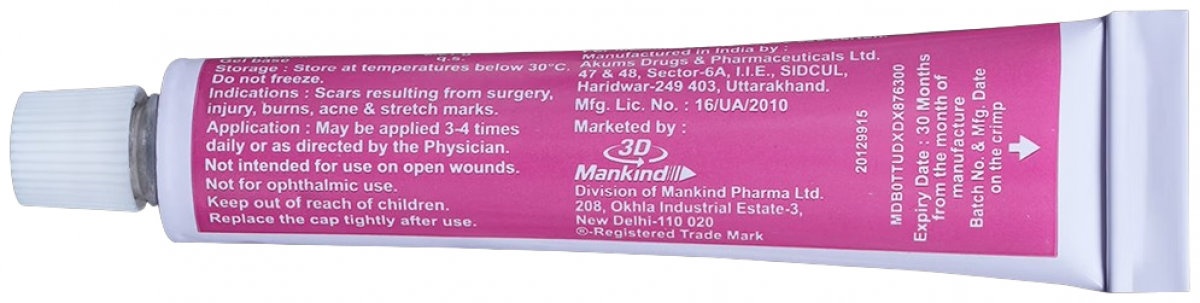 Gel base q.s.
Storage : Store at temperatures below 30°C.
Do not freeze.
Indications : Scars resulting from surgery,
injury, burns, acne & stretch marks.
Application : May be applied 3-4 times
daily or as directed by the Physician.
Not intended for use on open wounds.
Not for ophthalmic use.
Keep out of reach of children.
Replace the cap tightly after use.
Manufactured in India by :
Akums Drugs & Pharmaceuticals Ltd.
47 & 48, Sector-6A, I.I.E., SIDCUL,
Haridwar-249 403, Uttarakhand.
Mfg. Lic. No. : 16/UA/2010
Marketed by :
3D
Mankind
Division of Mankind Pharma Ltd.
208, Okhla Industrial Estate-3,
New Delhi-110 020
®-Registered Trade Mark
20129915
MDB0TTUDXDX876300
Expiry Date : 30 Months
from the month of
manufacture
Batch No. & Mfg. Date
on the crimp